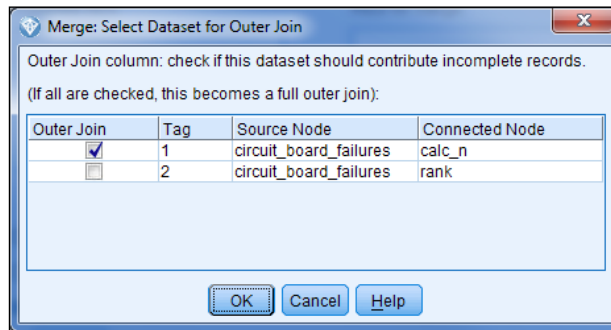 Merge: Select Dataset for Outer Join
Outer Join column: check if this dataset should contribute incomplete records.
(If all are checked, this becomes a full outer join):
Outer Join Tag Source Node Connected Node
1 circuit_board_failures calc_n
2 circuit_board_failures rank
OK Cancel Help